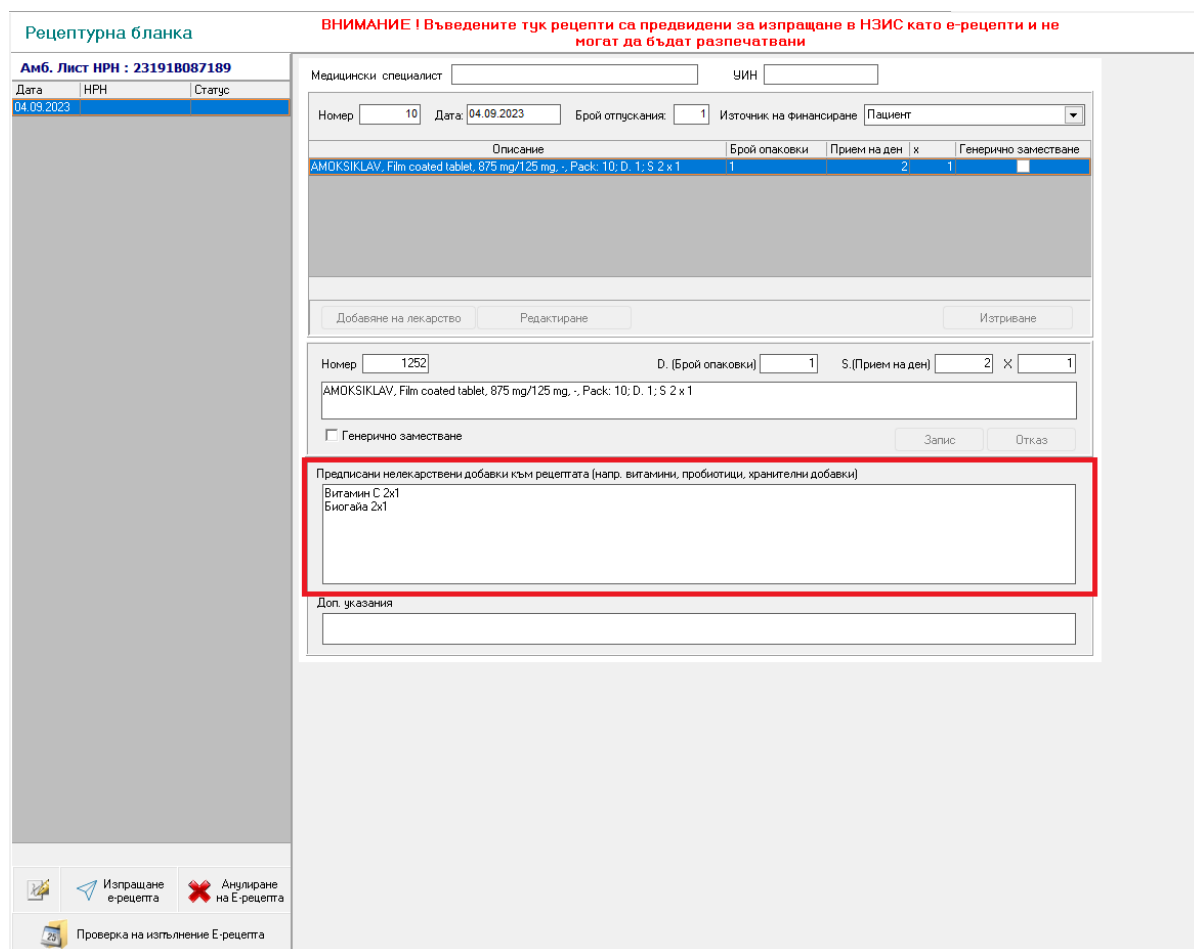 Рецептурна бланка
ВНИМАНИЕ ! Въведените тук рецепти са предвидени за изпращане в НЗИС като е-рецепти и не
могат да бъдат разпечатвани
Амб. Лист НРН : 23191B087189
Дата НРН Статус
04.09.2023
Медицински специалист УИН
Номер 10 Дата: 04.09.2023 Брой отпускания: 1 Източник на финансиране Пациент
Описание Брой опаковки Прием на ден x Генерично заместване
AMOKSIKLAV, Film coated tablet, 875 mg/125 mg, -, Pack: 10; D. 1; S 2 x 1 1 2 1
Добавяне на лекарство Редактиране Изтриване
Номер 1252 D. (Брой опаковки) 1 S.(Прием на ден) 2 X 1
AMOKSIKLAV, Film coated tablet, 875 mg/125 mg, -, Pack: 10; D. 1; S 2 x 1
Генерично заместване
Запис Отказ
Предписани нелекарствени добавки към рецептата (напр. витамини, пробиотици, хранителни добавки)
Витамин С 2x1
Биогайа 2x1
Доп. указания
Изпращане
е-рецепта
Анулиране
на Е-рецепта
25
Проверка на изпълнение Е-рецепта